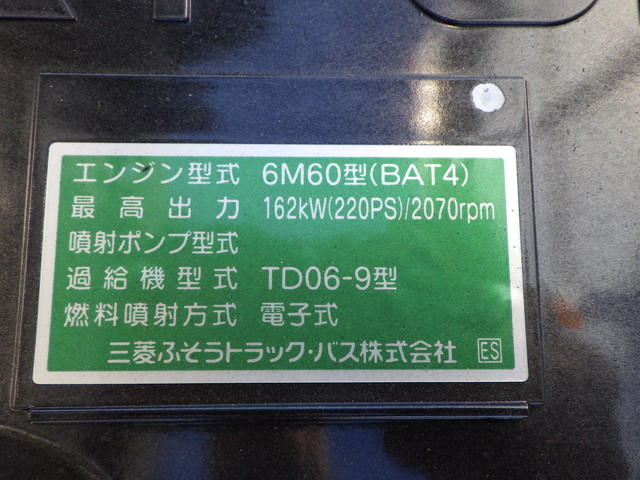 エンジン型式 6M60型(BAT4)
最高出力 162kW(220PS)/2070rpm
噴射ポンプ型式
過給機型式 TD06-9型
燃料噴射方式 電子式
三菱ふそうトラック・バス株式会社 ES